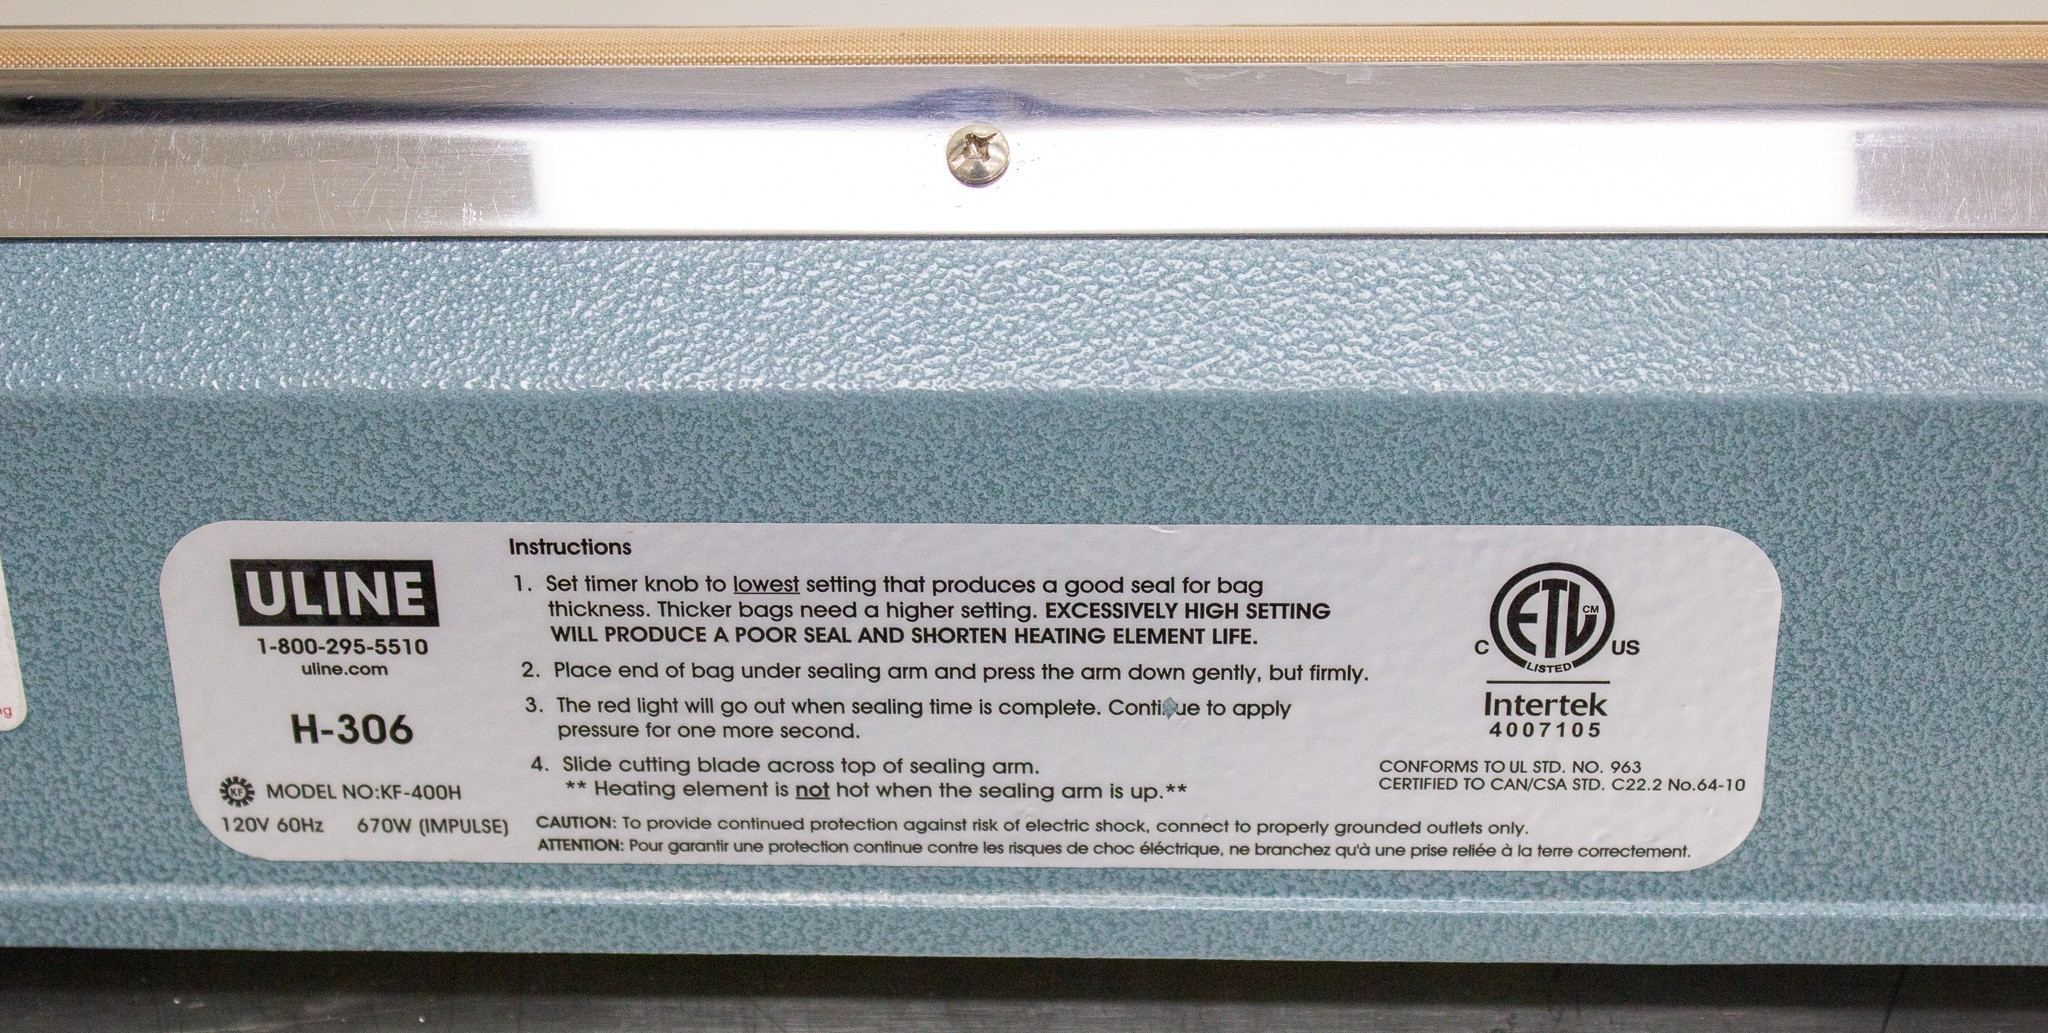 ULINE
1-800-295-5510
uline.com
H-306
KF
MODEL NO:KF-400H
120V 60Hz 670W (IMPULSE)
Instructions
1. Set timer knob to lowest setting that produces a good seal for bag
thickness. Thicker bags need a higher setting. EXCESSIVELY HIGH SETTING
WILL PRODUCE A POOR SEAL AND SHORTEN HEATING ELEMENT LIFE.
2. Place end of bag under sealing arm and press the arm down gently, but firmly.
3. The red light will go out when sealing time is complete. Continue to apply
pressure for one more second.
4. Slide cutting blade across top of sealing arm.
** Heating element is not hot when the sealing arm is up.**
CAUTION: To provide continued protection against risk of electric shock, connect to properly grounded outlets only.
ATTENTION: Pour garantir une protection continue contre les risques de choc éléctrique, ne branchez qu'à une prise reliée à la terre correctement.
ETL CM
C LISTED US
Intertek
4007105
CONFORMS TO UL STD. NO. 963
CERTIFIED TO CAN/CSA STD. C22.2 No.64-10